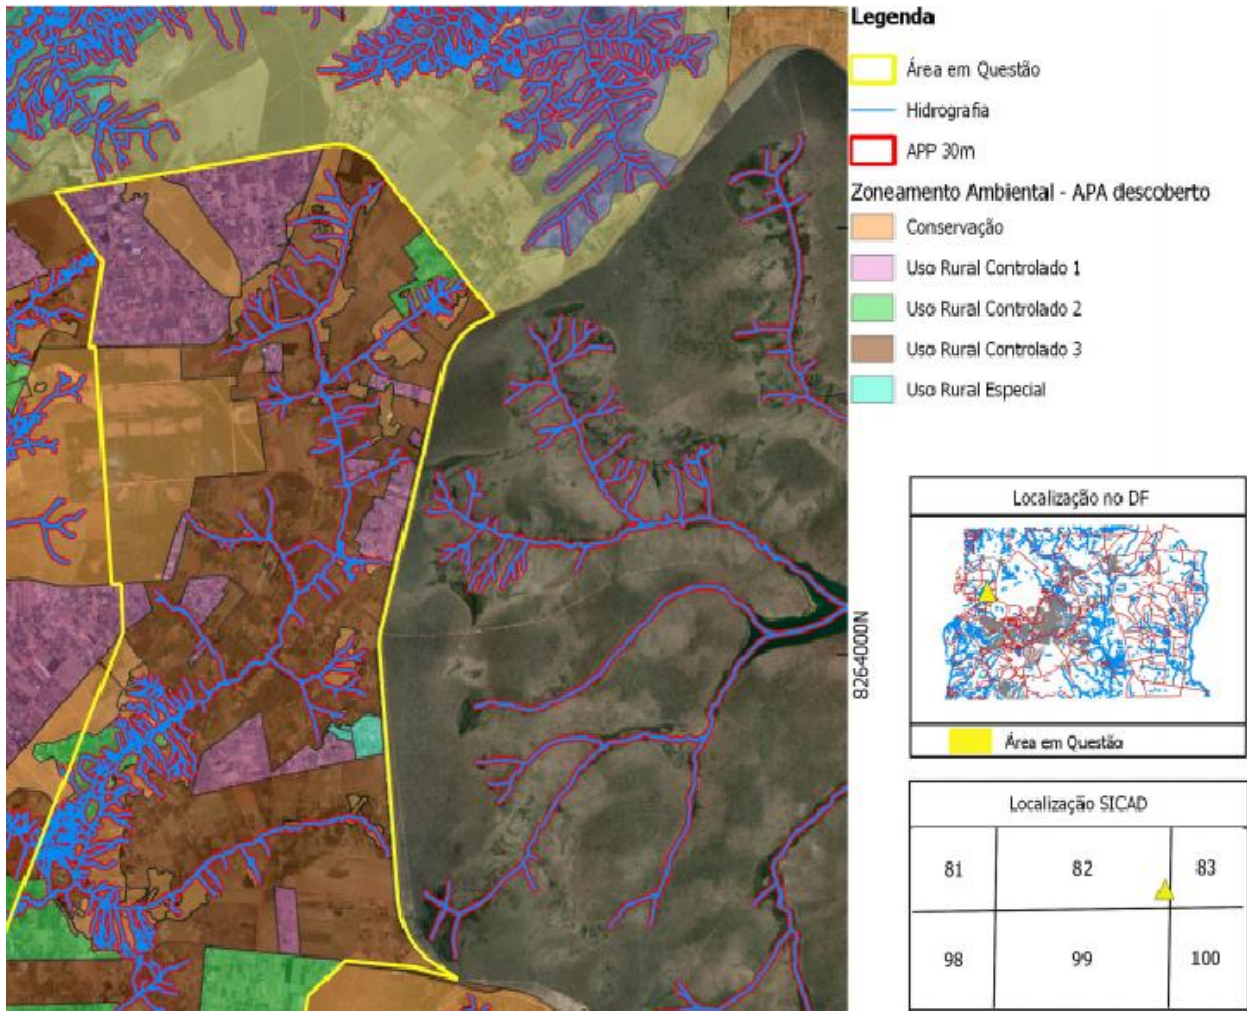 Legenda
Área em Questão
Hidrografia
APP 30m
Zoneamento Ambiental - APA descoberto
Conservação
Uso Rural Controlado 1
Uso Rural Controlado 2
Uso Rural Controlado 3
Uso Rural Especial
8264000N
Localização no DF
Área em Questão
Localização SICAD
81 82 83
98 99 100